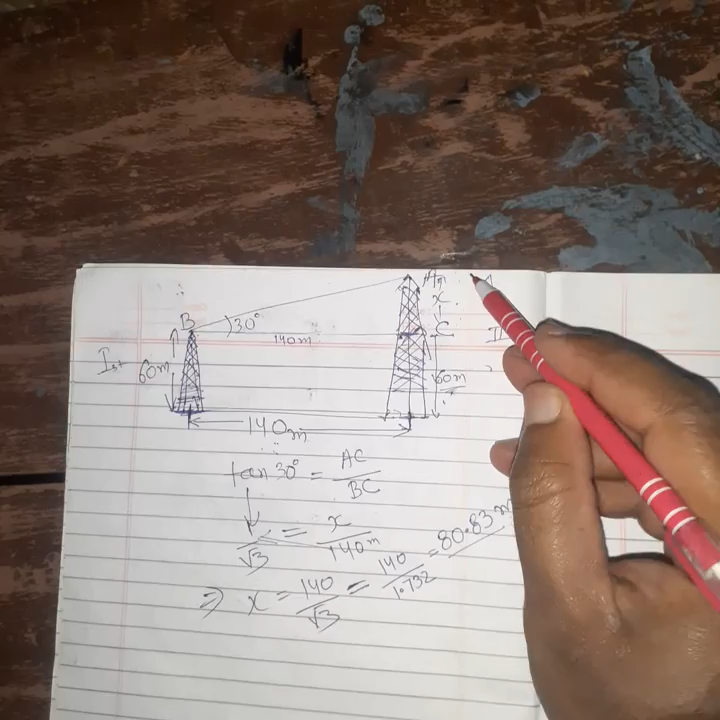 A
x
B
30°
C
140m
Ist
60m
60m
140m
tan 30° = AC/BC
1/√3 = x/140m
⇒ x = 140/√3 = 140/1.732 = 80.83m